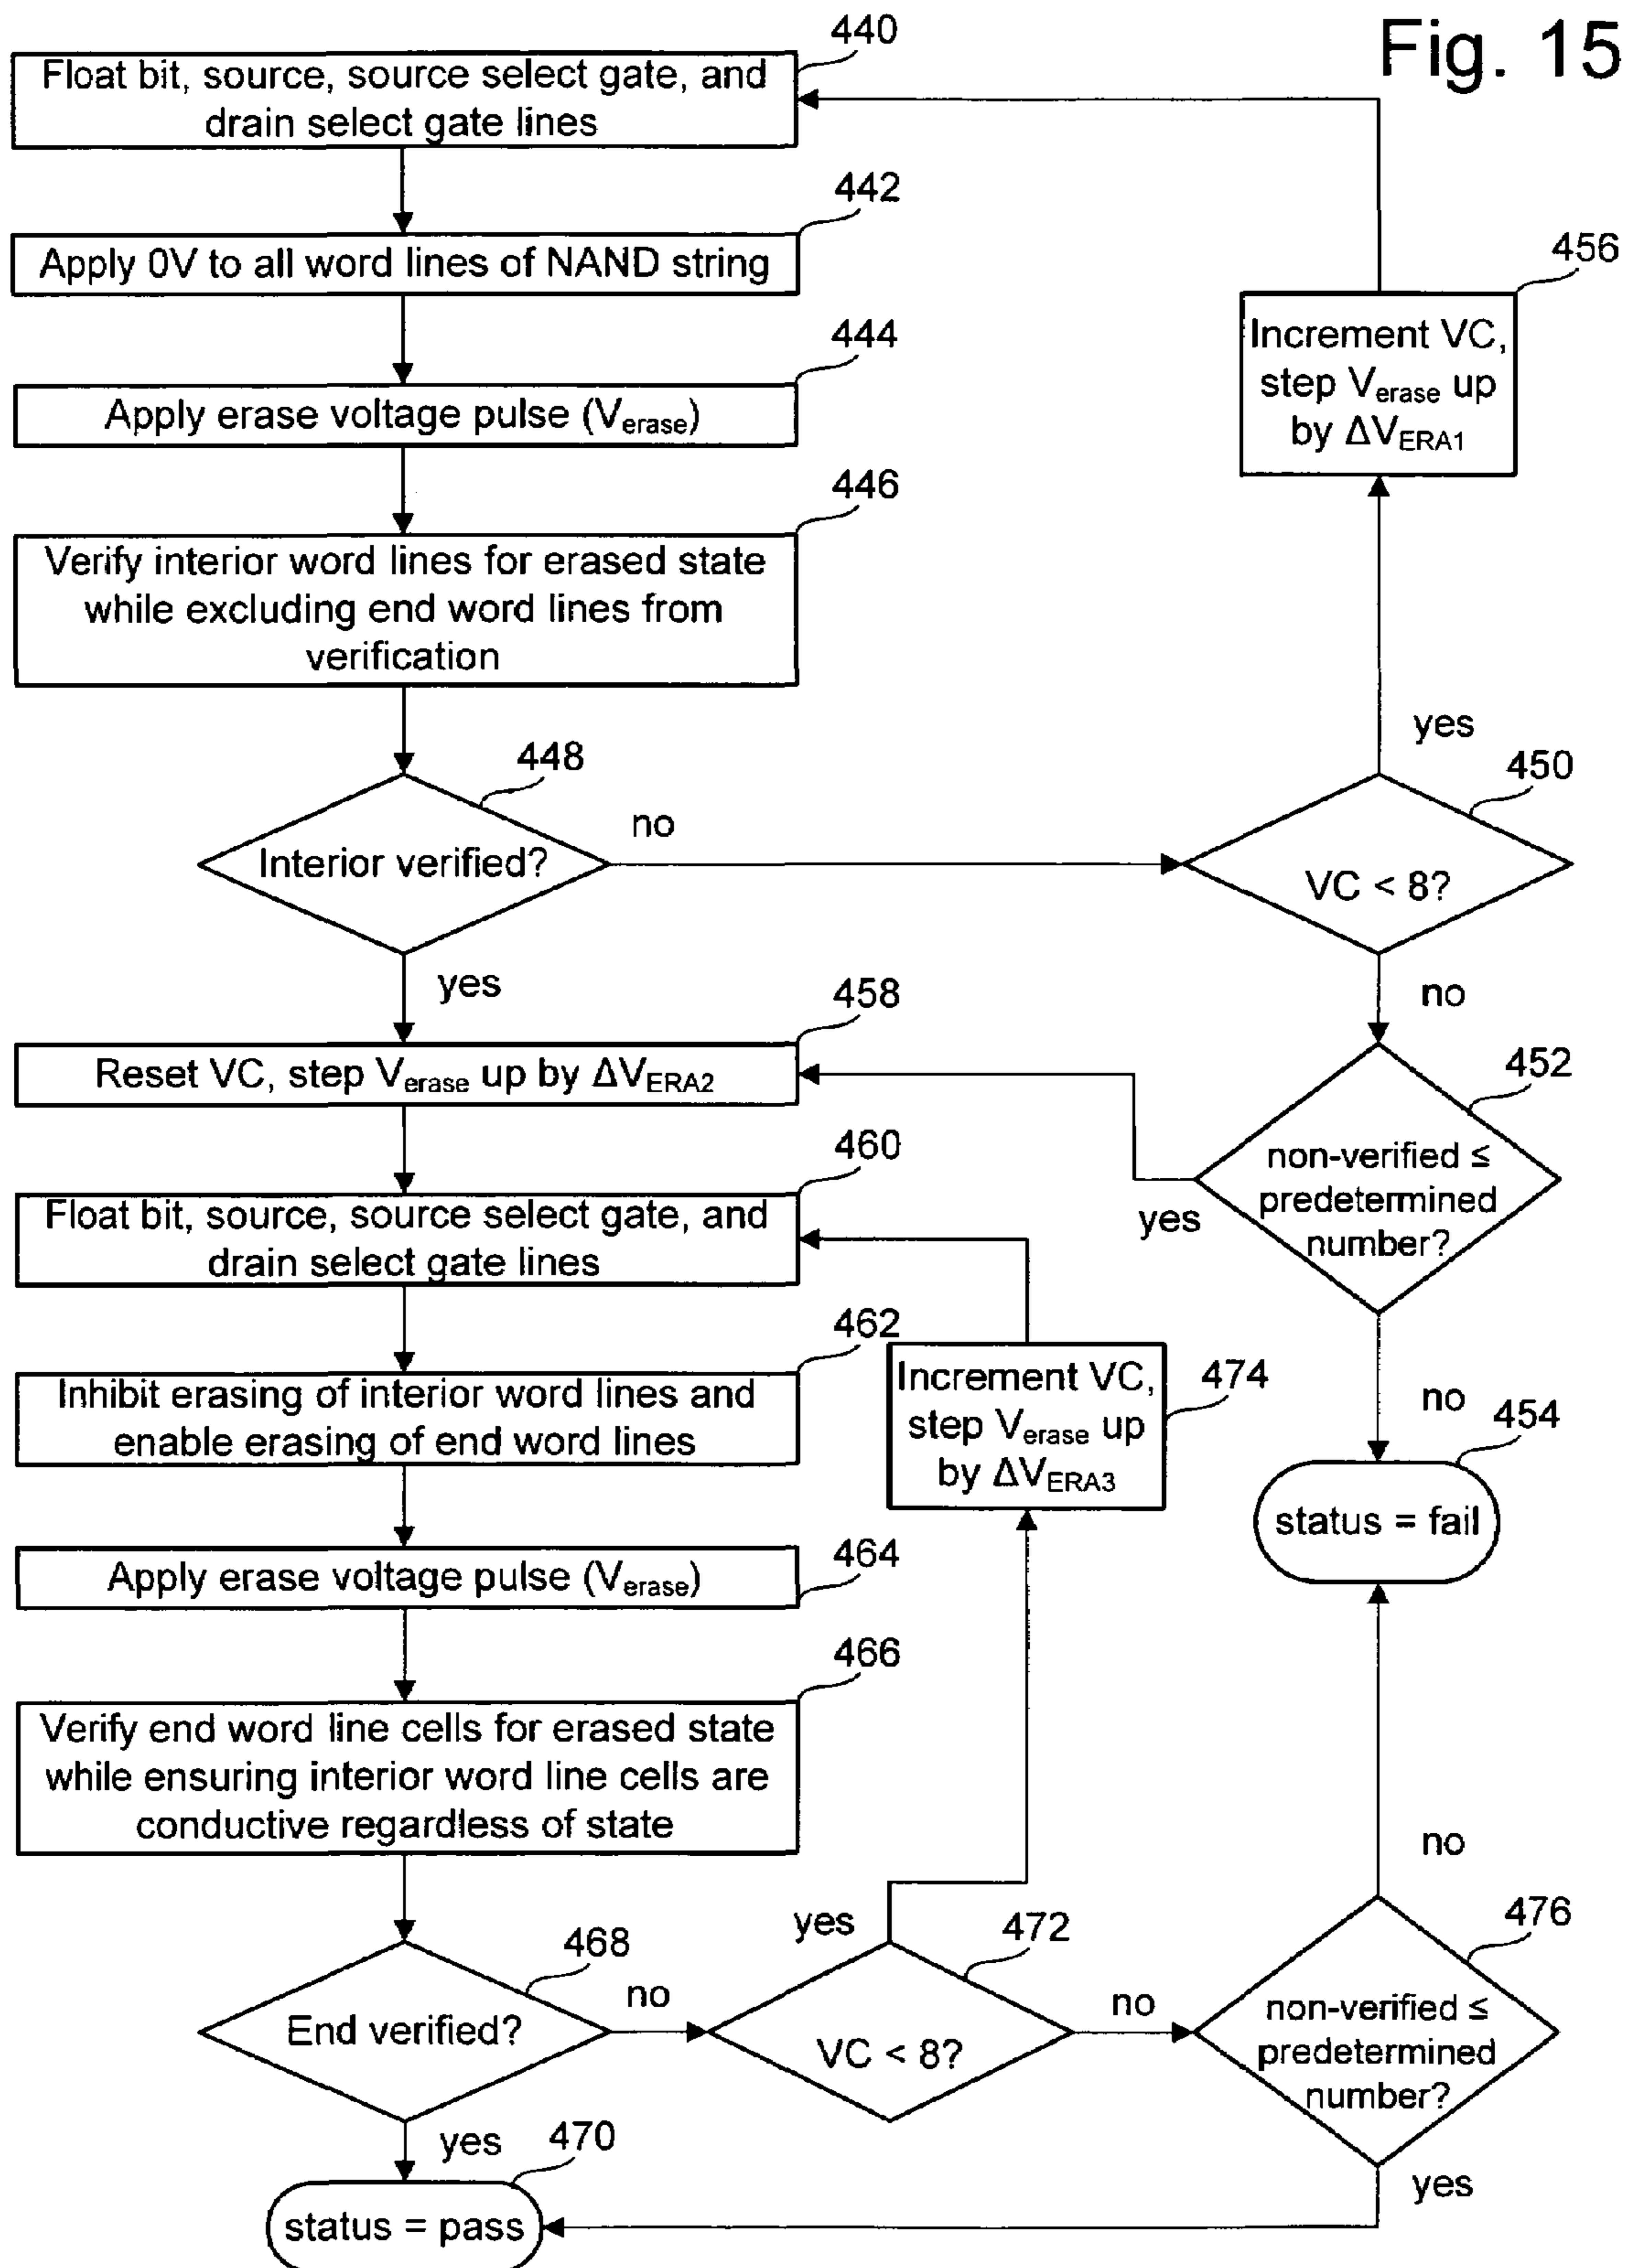 Fig. 15
440
Float bit, source, source select gate, and
drain select gate lines
442
Apply 0V to all word lines of NAND string
444
Apply erase voltage pulse (Verase)
446
Verify interior word lines for erased state
while excluding end word lines from
verification
448
Interior verified?
no
yes
450
VC < 8?
yes
no
456
Increment VC,
step Verase up
by ΔVERA1
452
non-verified ≤
predetermined
number?
yes
no
454
status = fail
458
Reset VC, step Verase up by ΔVERA2
460
Float bit, source, source select gate, and
drain select gate lines
462
Inhibit erasing of interior word lines and
enable erasing of end word lines
464
Apply erase voltage pulse (Verase)
466
Verify end word line cells for erased state
while ensuring interior word line cells are
conductive regardless of state
468
End verified?
no
yes
470
status = pass
472
VC < 8?
yes
no
474
Increment VC,
step Verase up
by ΔVERA3
476
non-verified ≤
predetermined
number?
no
yes